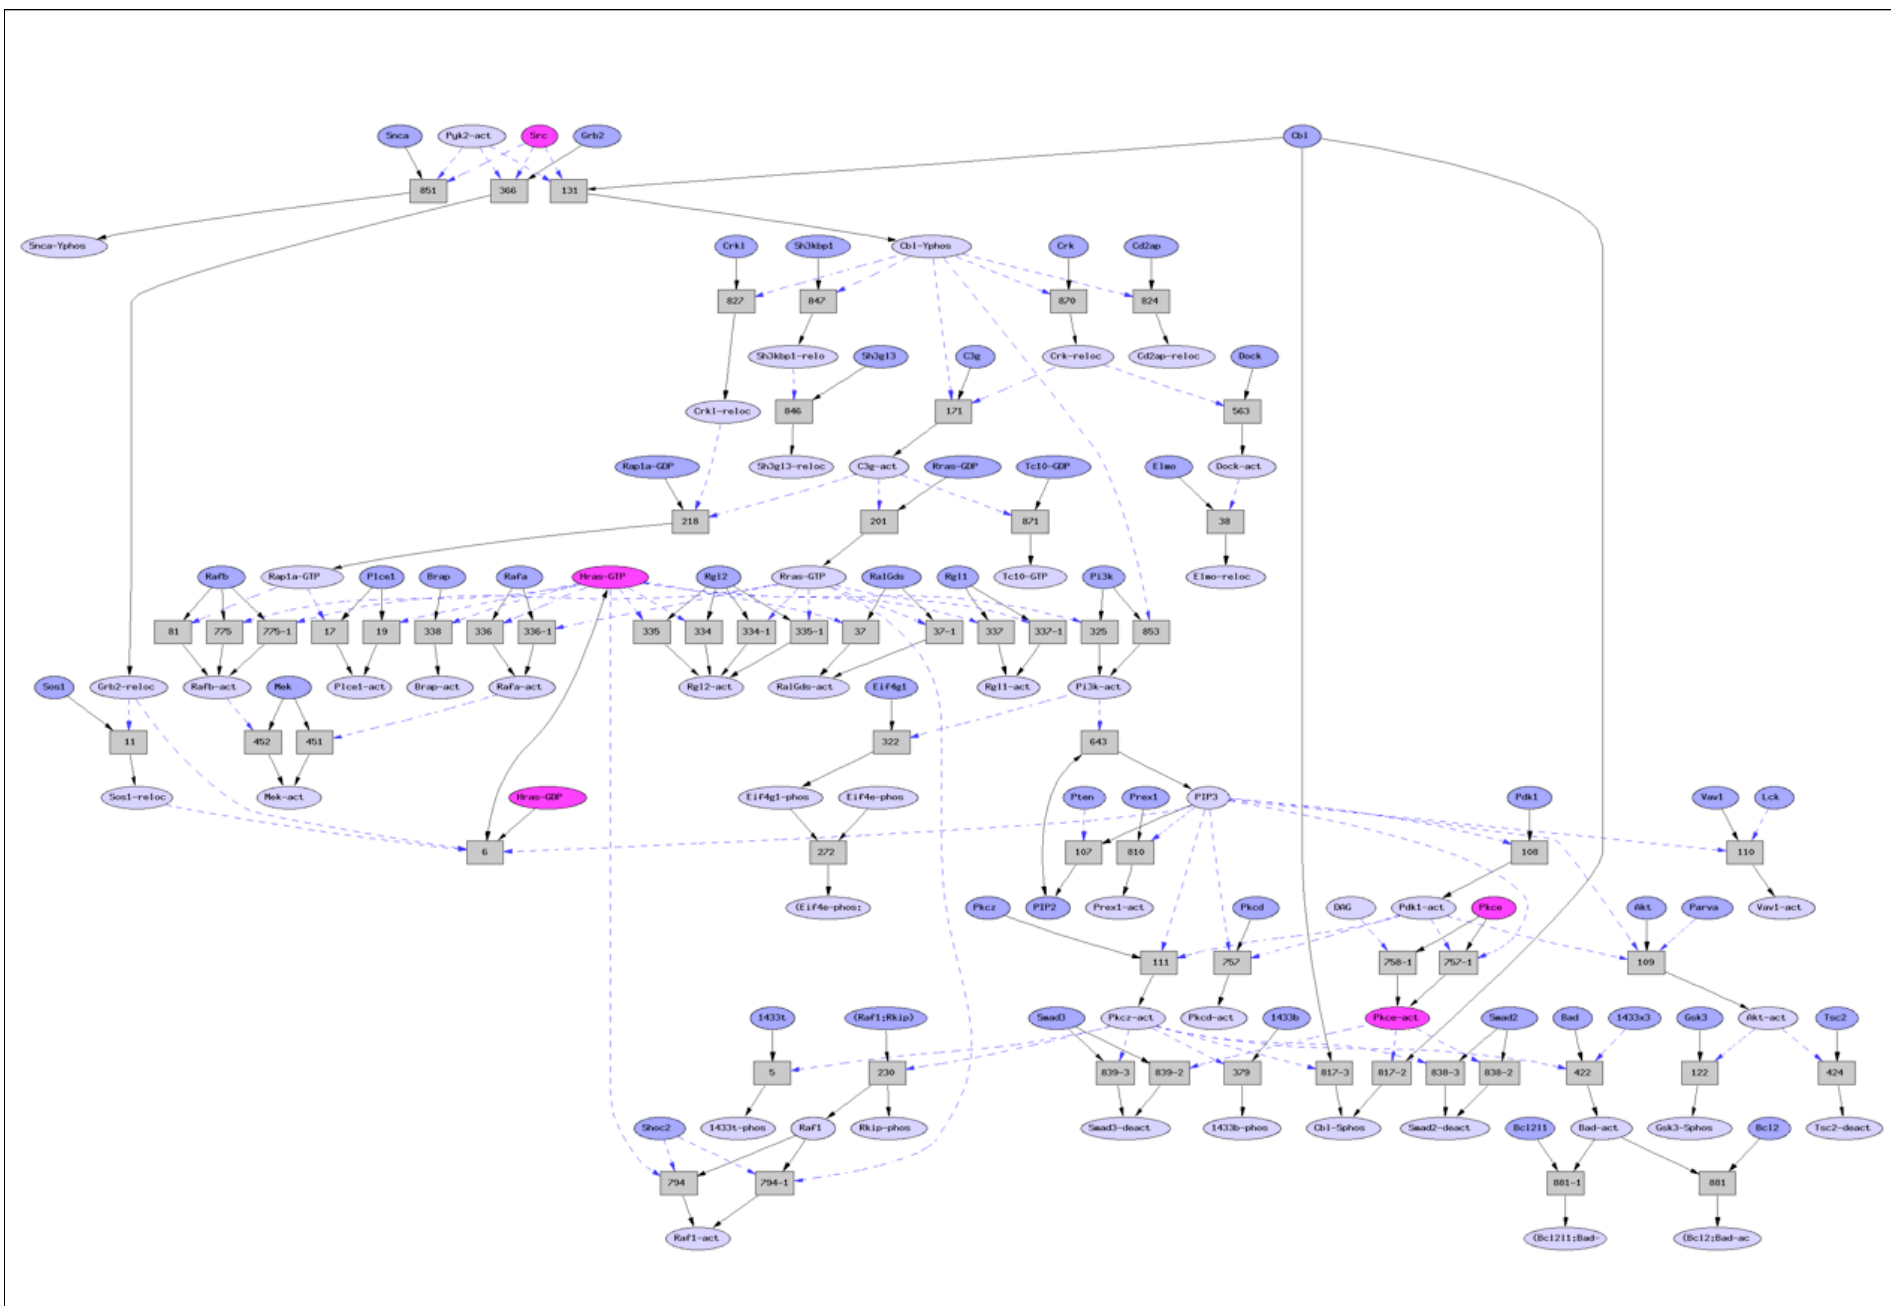 Snca Pyk2-act Src Grb2 Cbl
851 366 131
Snca-Yphos Crkl Sh3kbp1 Cbl-Yphos Crk Cd2ap
827 847 870 824
Sh3kbp1-relo Sh3gl3 C3g Crk-reloc Cd2ap-reloc Dock
Crkl-reloc 846 171 563
Rap1a-GDP Sh3gl3-reloc C3g-act Rras-GDP Tc10-GDP Elmo Dock-act
218 201 871 38
Rafb Rap1a-GTP Plce1 Brap Rafa Hras-GTP Rgl2 Rras-GTP RalGds Rgl1 Tc10-GTP Pi3k Elmo-reloc
81 775 775-1 17 19 338 336 336-1 335 334 334-1 335-1 37 37-1 337 337-1 325 853
Sos1 Grb2-reloc Rafb-act Mek Plce1-act Brap-act Rafa-act Rgl2-act RalGds-act Eif4g1 Rgl1-act Pi3k-act
11 452 451 322 643
Sos1-reloc Mek-act Hras-GDP Eif4g1-phos Eif4e-phos Pten Prex1 PIP3 Pdk1 Vav1 Lck
6 272 107 810 108 110
(Eif4e-phos; Pkcz PIP2 Prex1-act Pkcd DAG Pdk1-act Pkce Akt Parva Vav1-act
111 757 758-1 757-1 109
1433t (Raf1;Rkip) Smad3 Pkcz-act Pkcd-act 1433b Pkce-act Smad2 Bad 1433x3 Gsk3 Akt-act Tsc2
5 230 839-3 839-2 379 817-3 817-2 838-3 838-2 422 122 424
Shoc2 1433t-phos Raf1 Rkip-phos Smad3-deact 1433b-phos Cbl-Sphos Smad2-deact Bcl2l1 Bad-act Gsk3-Sphos Bcl2 Tsc2-deact
794 794-1 881-1 881
Raf1-act (Bcl2l1;Bad- (Bcl2;Bad-ac